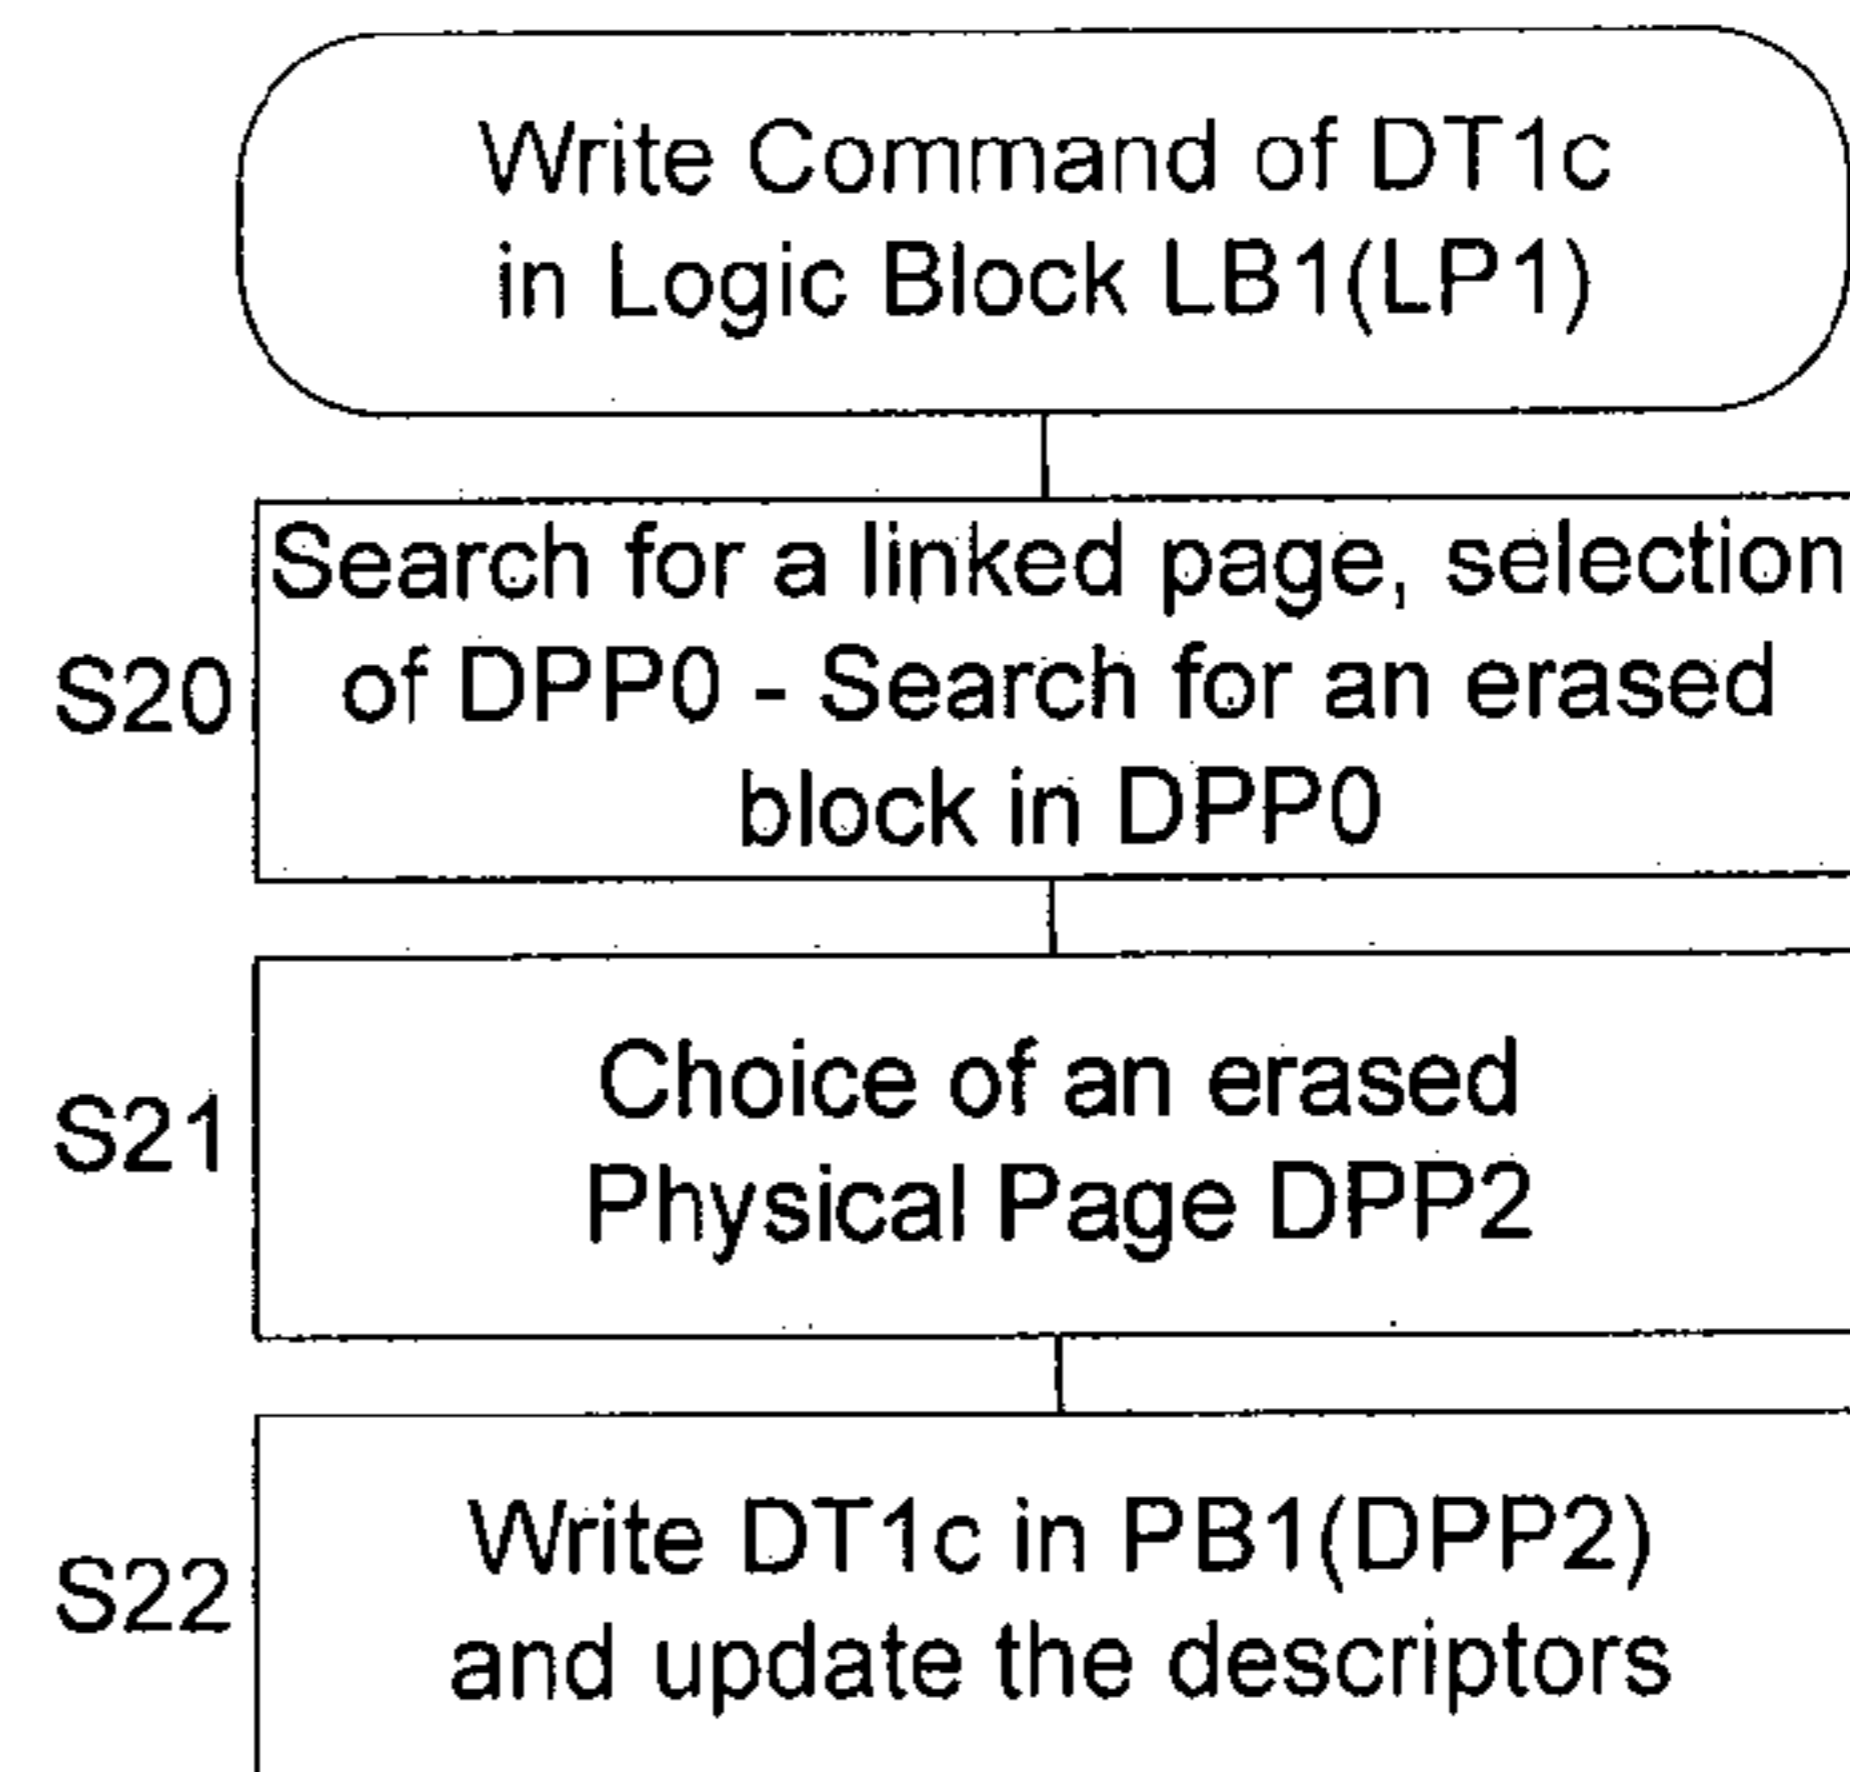 Write Command of DT1c
in Logic Block LB1(LP1)
Search for a linked page, selection
S20 of DPP0 - Search for an erased
block in DPP0
Choice of an erased
S21
Physical Page DPP2
Write DT1c in PB1(DPP2)
S22
and update the descriptors